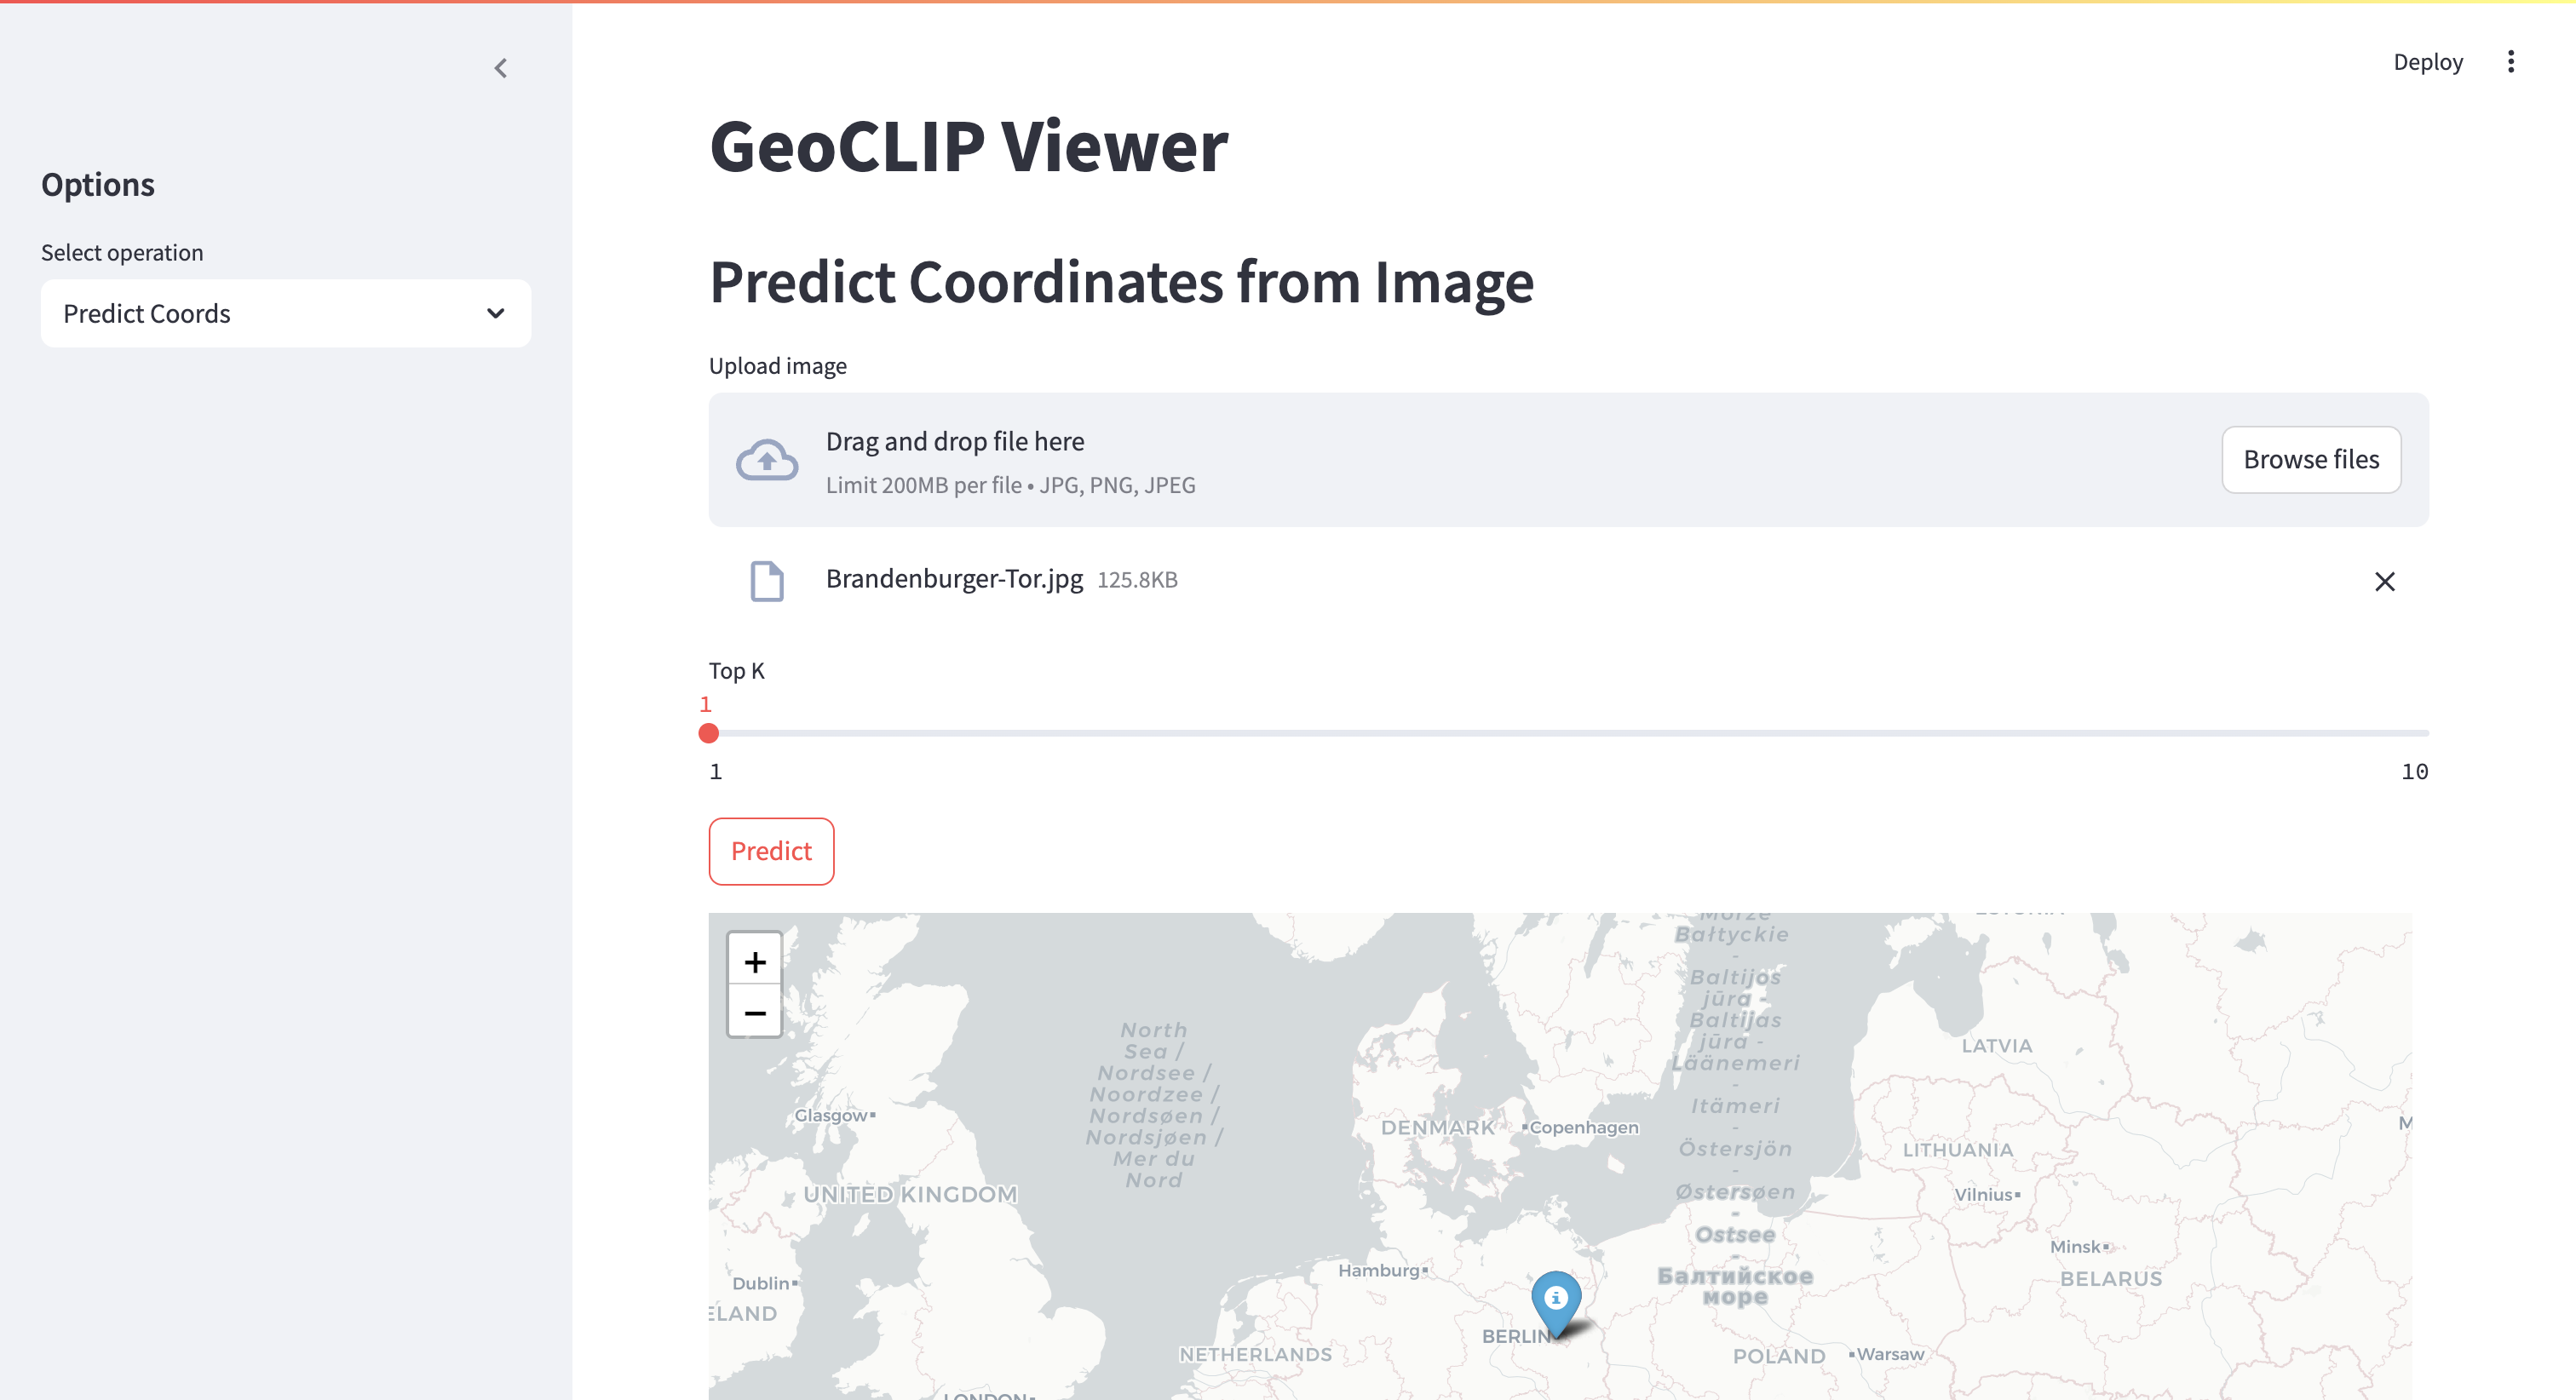 Deploy
Options
Select operation
Predict Coords
GeoCLIP Viewer
Predict Coordinates from Image
Upload image
Drag and drop file here
Limit 200MB per file • JPG, PNG, JPEG
Browse files
Brandenburger-Tor.jpg 125.8KB
Top K
1
1
10
Predict
+
−
North
Sea /
Nordsee /
Noordzee /
Nordsøen /
Nordsjøen /
Mer du
Nord
Morze
Bałtyckie
-
Baltijos
jūra -
Baltijas
jūra -
Läänemeri
-
Itämeri
-
Östersjön
-
Østersøen
-
Ostsee
-
Балтийское
море
LATVIA
Glasgow
DENMARK
Copenhagen
LITHUANIA
UNITED KINGDOM
Vilnius
Minsk
Hamburg
BELARUS
Dublin
ELAND
BERLIN
NETHERLANDS
POLAND
Warsaw
LONDON